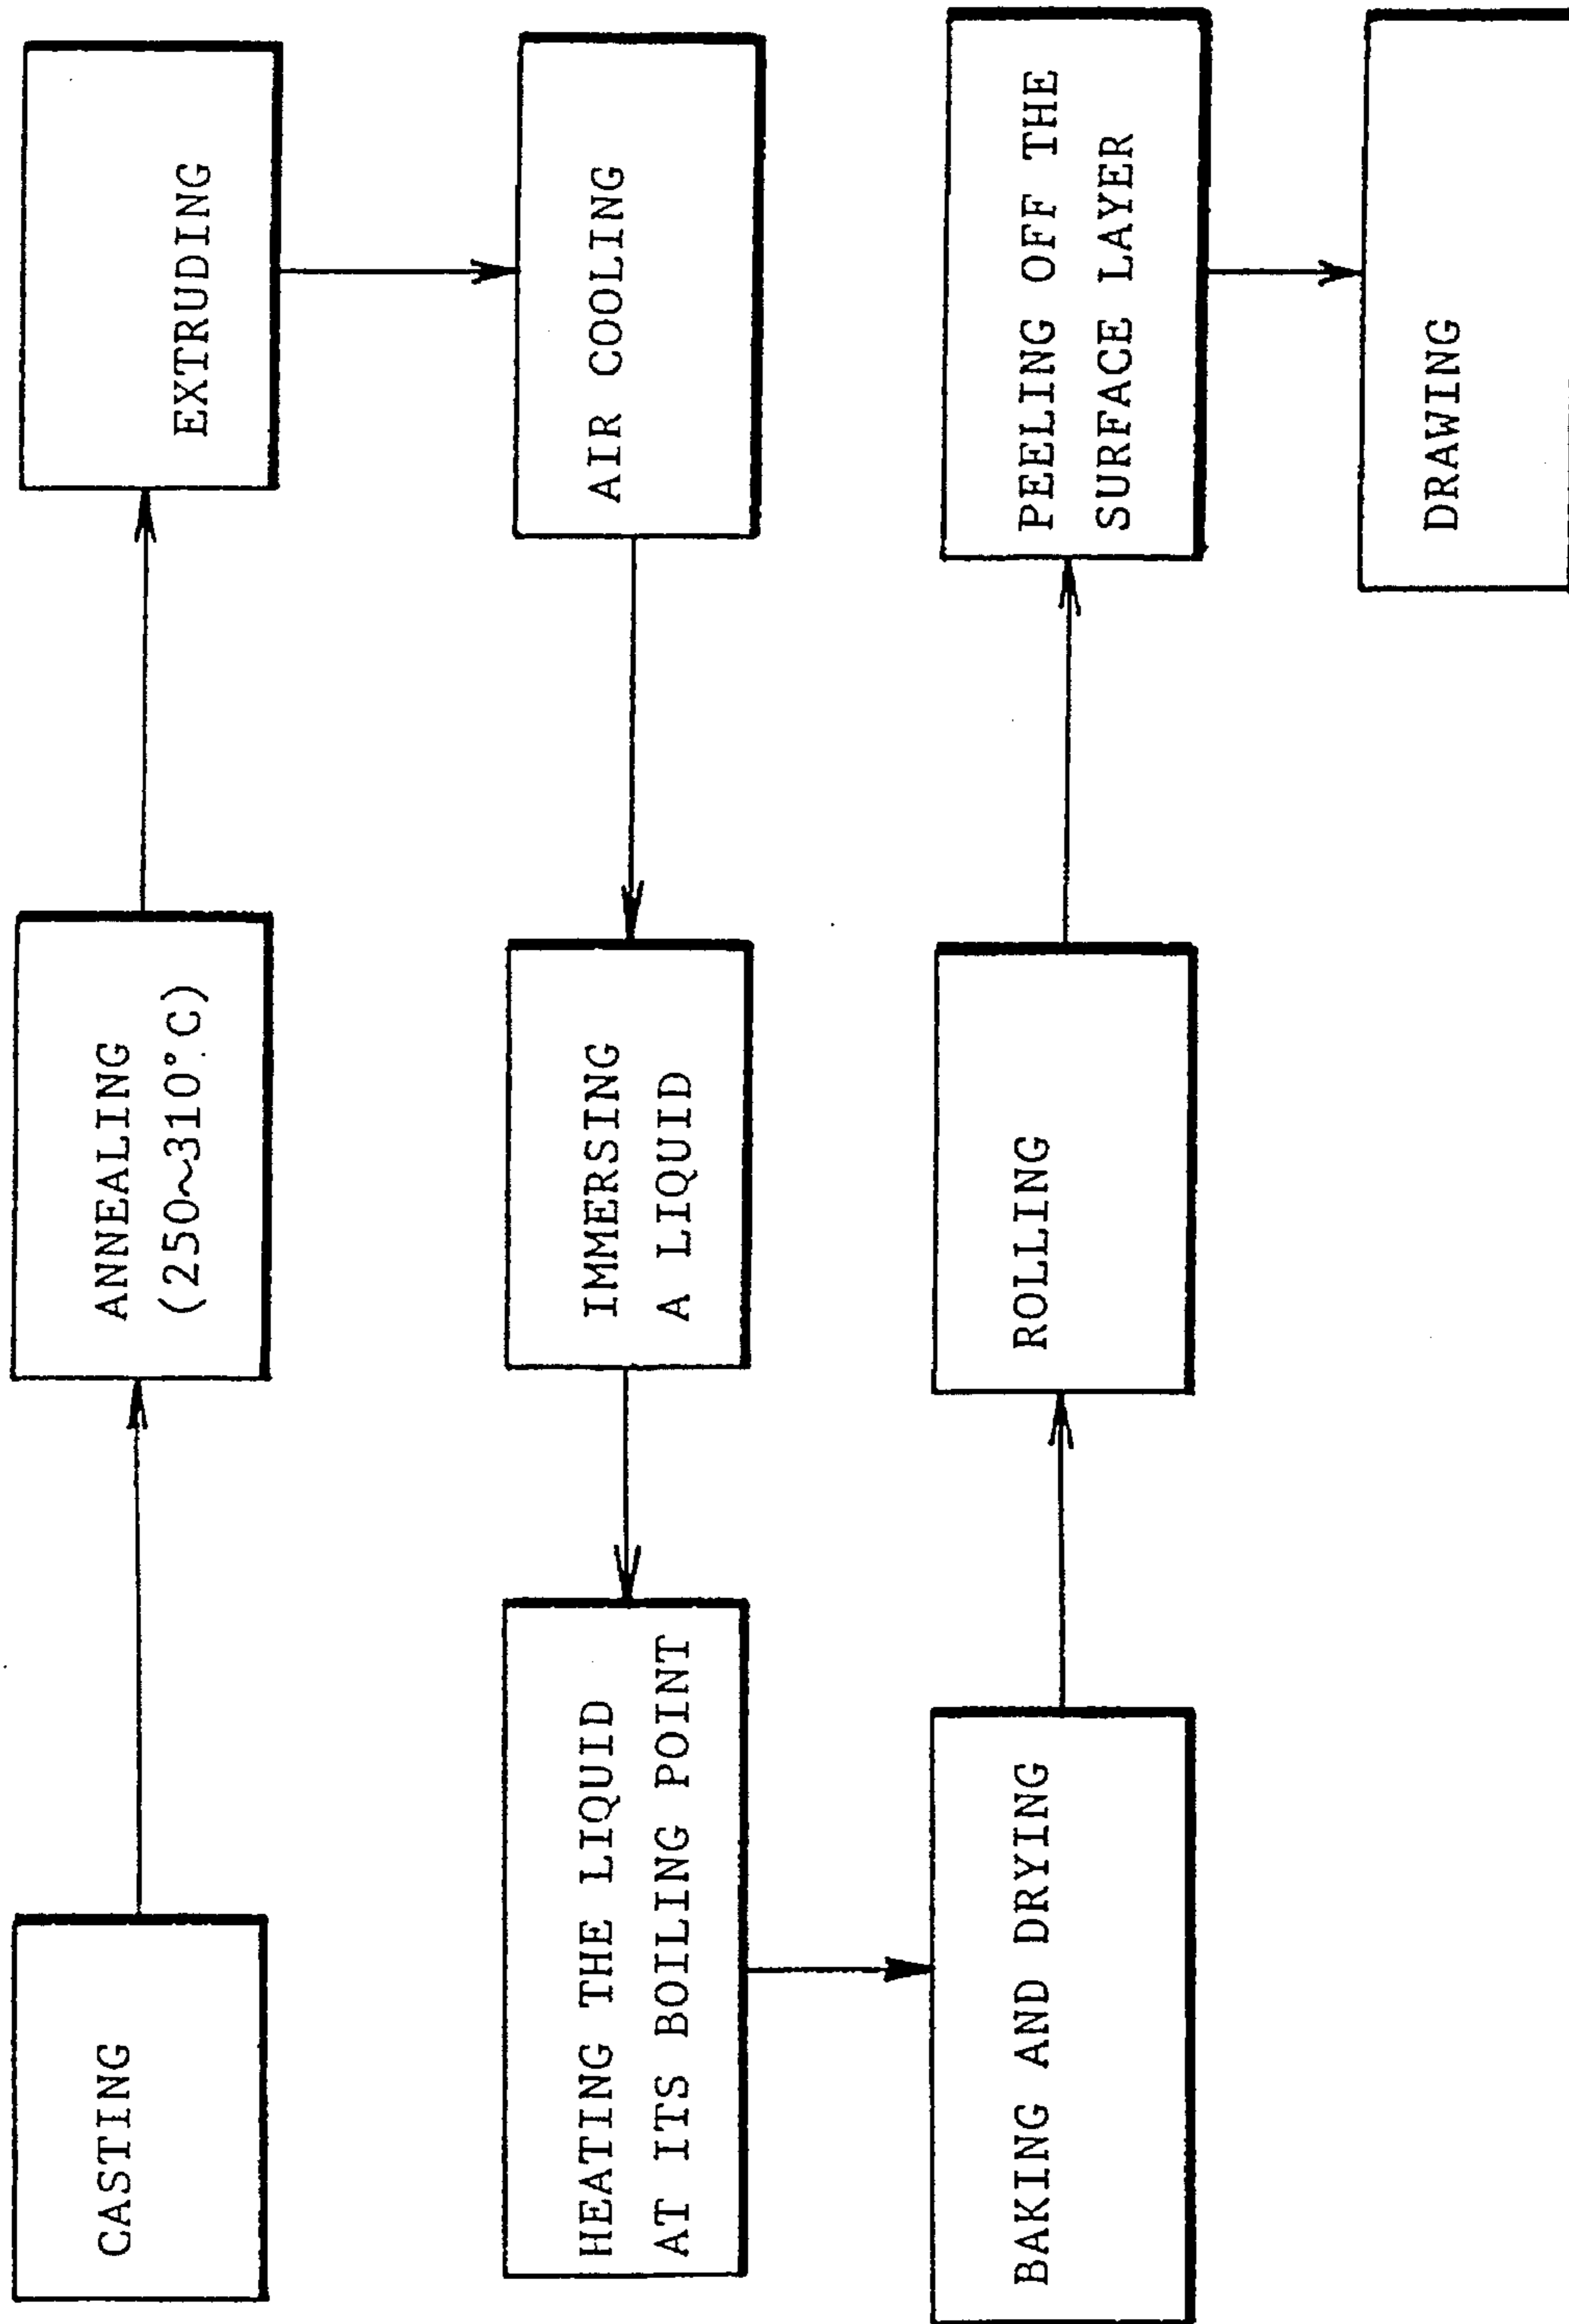 CASTING
ANNEALING
(250~310°C)
EXTRUDING
AIR COOLING
IMMERSING
A LIQUID
HEATING THE LIQUID
AT ITS BOILING POINT
BAKING AND DRYING
ROLLING
PEELING OFF THE
SURFACE LAYER
DRAWING